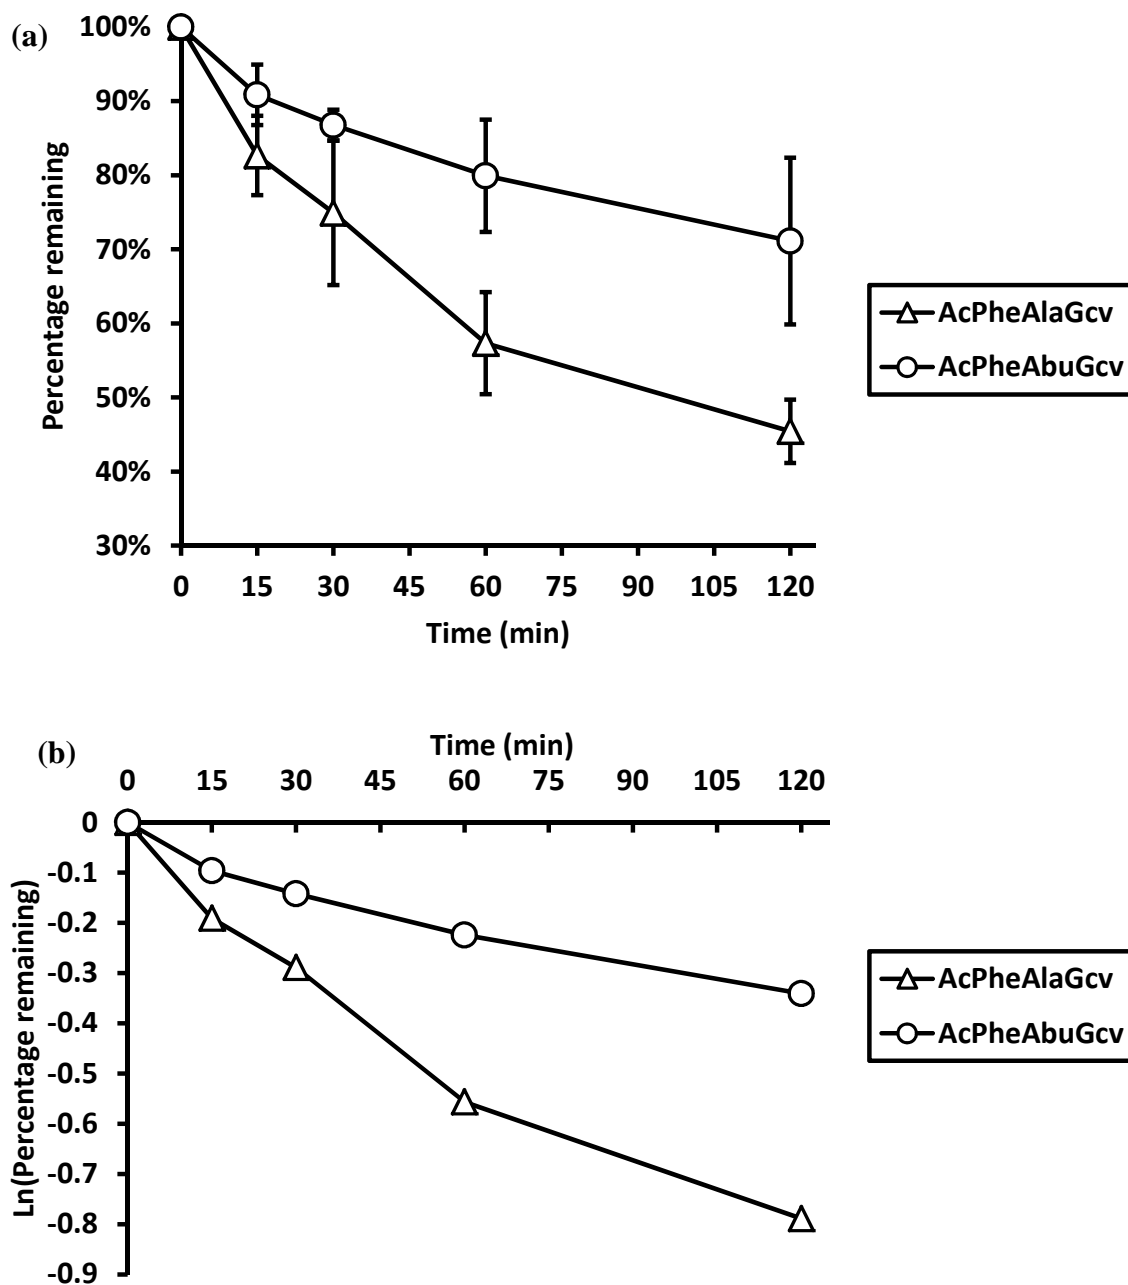 (a)
Percentage remaining
100%
90%
80%
70%
60%
50%
40%
30%
0 15 30 45 60 75 90 105 120
Time (min)
AcPheAlaGcv
AcPheAbuGcv
(b)
Time (min)
0 15 30 45 60 75 90 105 120
Ln(Percentage remaining)
0
-0.1
-0.2
-0.3
-0.4
-0.5
-0.6
-0.7
-0.8
-0.9
AcPheAlaGcv
AcPheAbuGcv